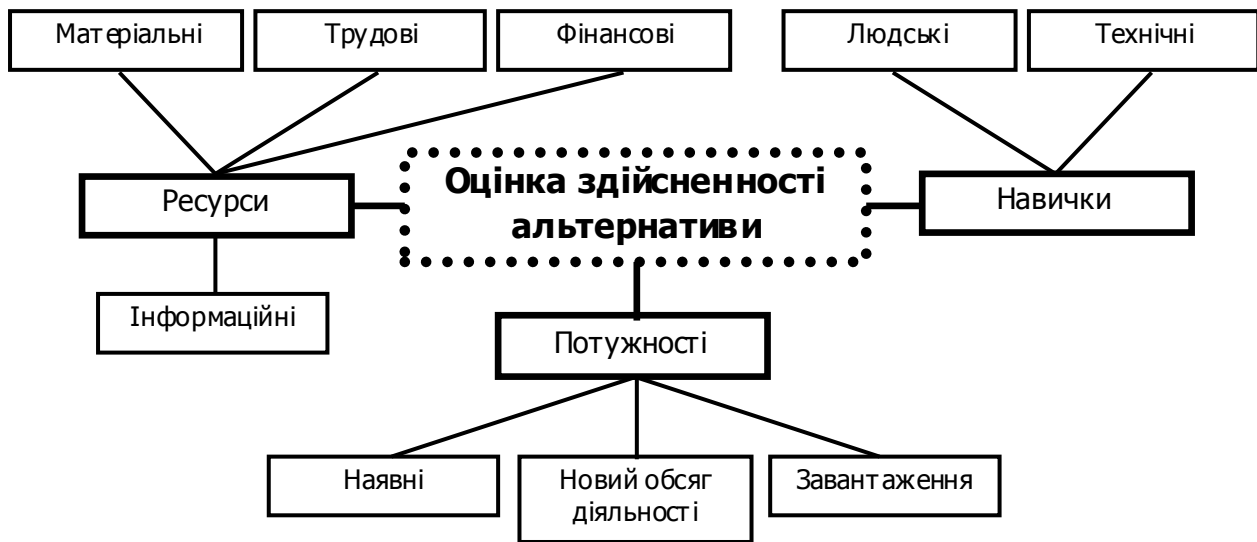 Матеріальні
Трудові
Фінансові
Людські
Технічні
Оцінка здійсненності
альтернативи
Ресурси
Навички
Інформаційні
Потужності
Наявні
Новий обсяг
діяльності
Завантаження